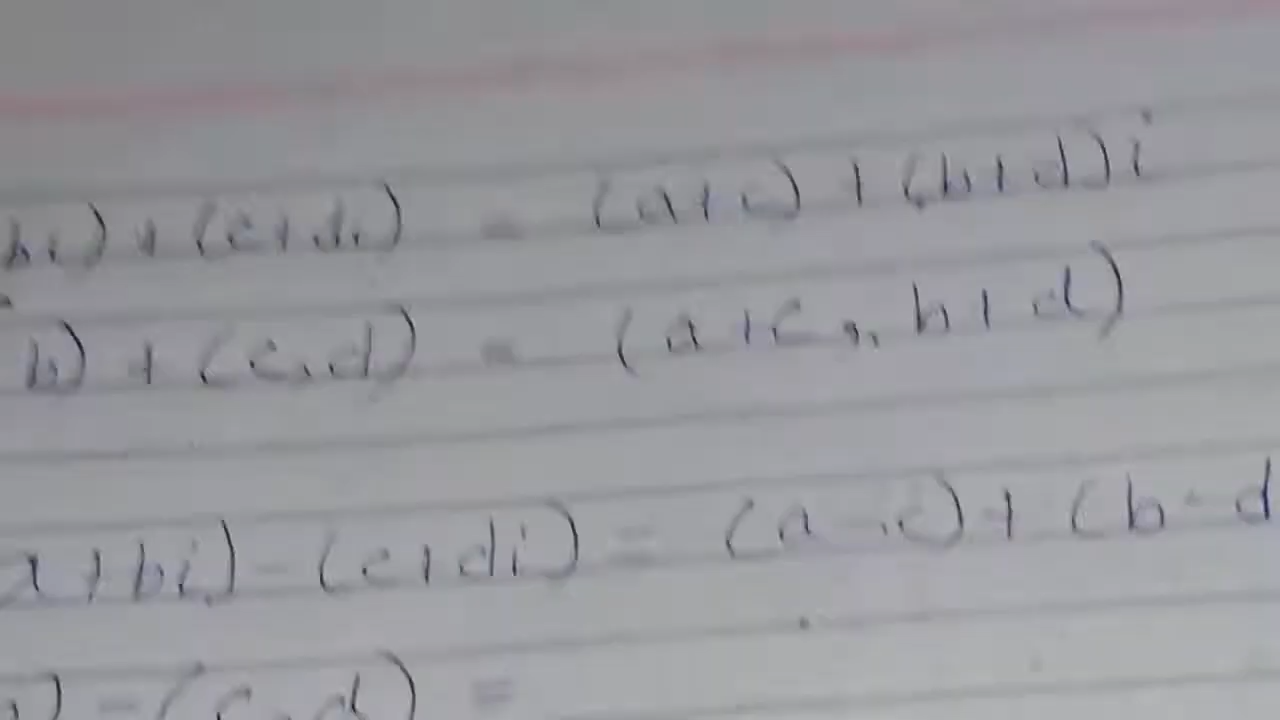 bi) + (c+di) = (a+c) + (b+d)i
b) + (c,d) = (a+c, b+d)
a+bi) - (c+di) = (a-c) + (b-d
) - (c,d) =